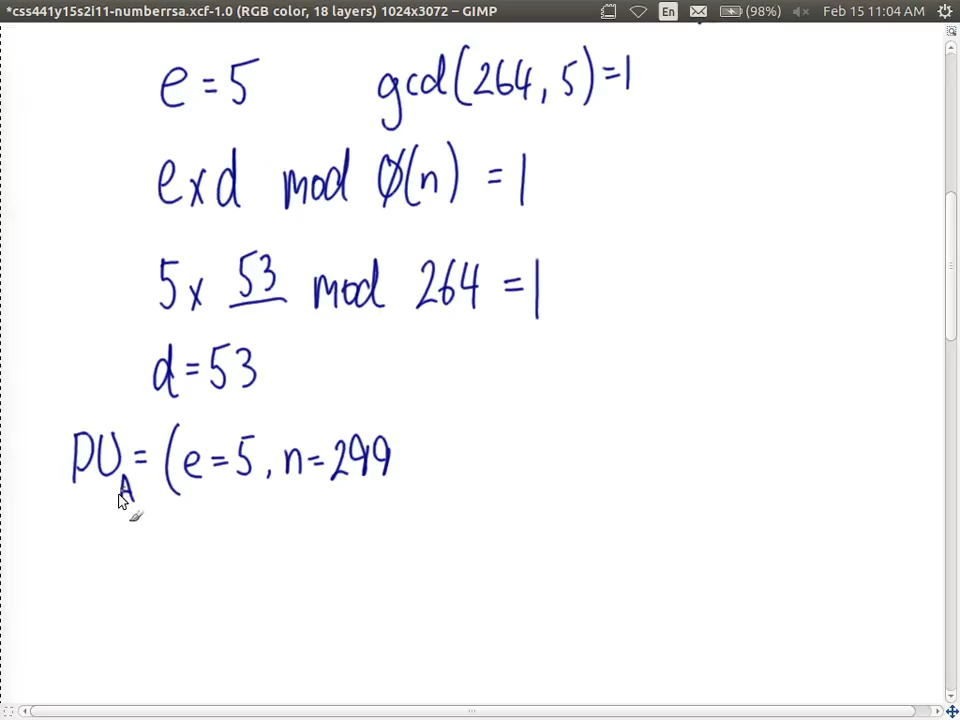 *css441y15s2i11-numberrsa.xcf-1.0 (RGB color, 18 layers) 1024x3072 – GIMP En (98%) Feb 15 11:04 AM
e = 5 gcd(264, 5) = 1
e x d mod Ø(n) = 1
5 x 53 mod 264 = 1
d = 53
PU_A = (e = 5, n = 299